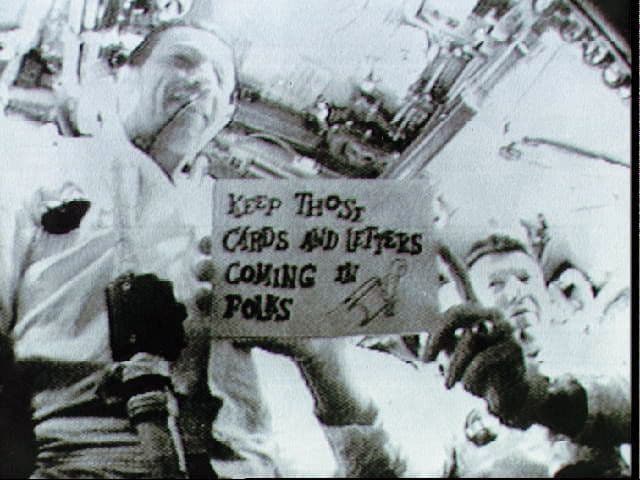 KEEP THOSE
CARDS AND LETTERS
COMING IN
FOLKS